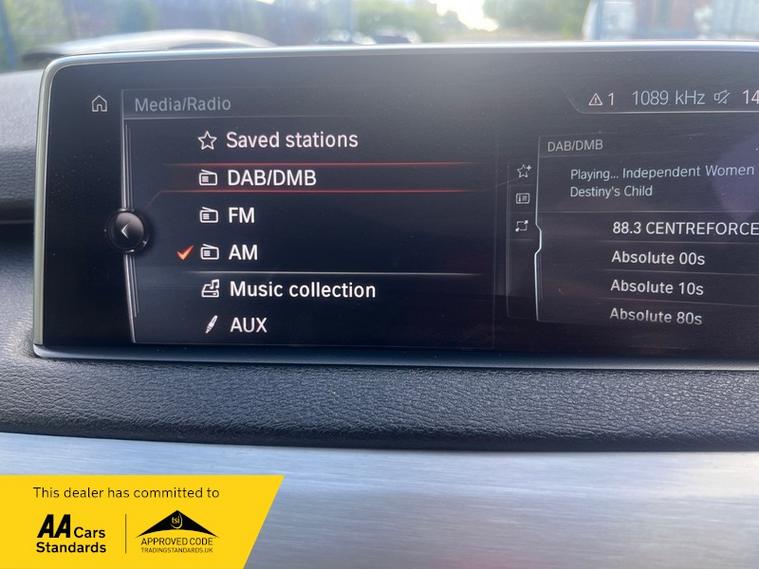 Media/Radio
1 1089 kHz 14
Saved stations
DAB/DMB
FM
AM
Music collection
AUX
DAB/DMB
Playing... Independent Women
Destiny's Child
88.3 CENTREFORCE
Absolute 00s
Absolute 10s
Absolute 80s
This dealer has committed to
AA Cars
Standards
tsi
APPROVED CODE
TRADINGSTANDARDS.UK